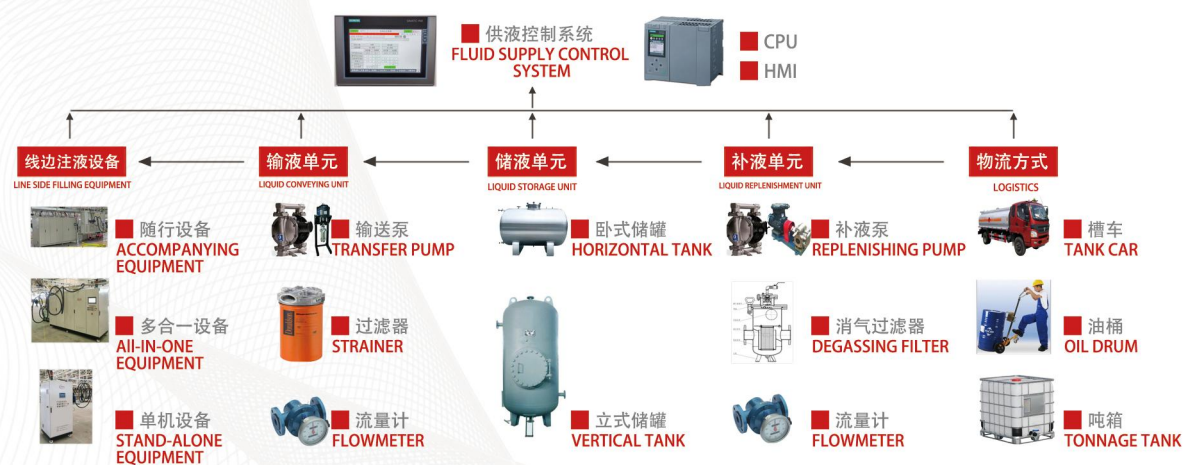 供液控制系统
FLUID SUPPLY CONTROL
SYSTEM
CPU
HMI
线边注液设备
LINE SIDE FILLING EQUIPMENT
输液单元
LIQUID CONVEYING UNIT
储液单元
LIQUID STORAGE UNIT
补液单元
LIQUID REPLENISHMENT UNIT
物流方式
LOGISTICS
随行设备
ACCOMPANYING
EQUIPMENT
输送泵
TRANSFER PUMP
卧式储罐
HORIZONTAL TANK
补液泵
REPLENISHING PUMP
槽车
TANK CAR
多合一设备
All-IN-ONE
EQUIPMENT
过滤器
STRAINER
消气过滤器
DEGASSING FILTER
油桶
OIL DRUM
单机设备
STAND-ALONE
EQUIPMENT
流量计
FLOWMETER
立式储罐
VERTICAL TANK
流量计
FLOWMETER
吨箱
TONNAGE TANK